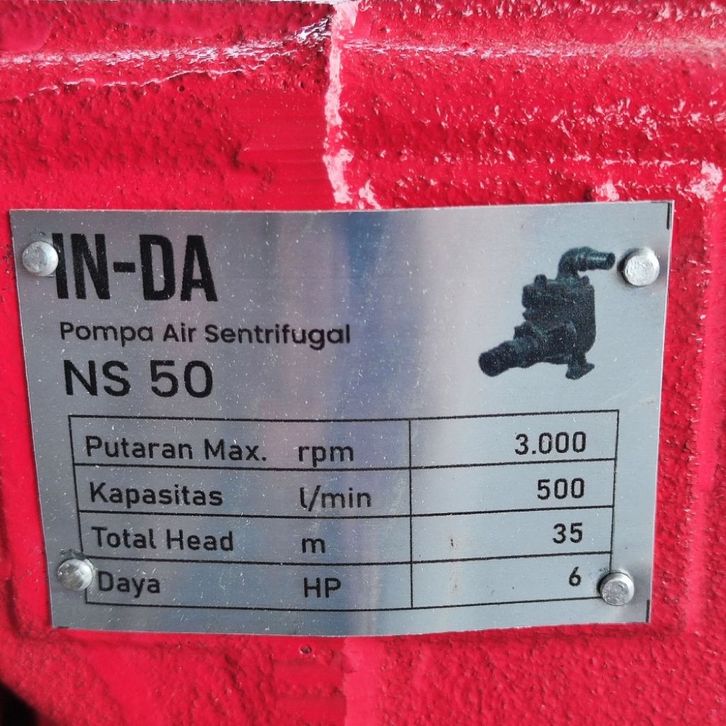 IN-DA
Pompa Air Sentrifugal
NS 50
Putaran Max. rpm 3.000
Kapasitas l/min 500
Total Head m 35
Daya HP 6